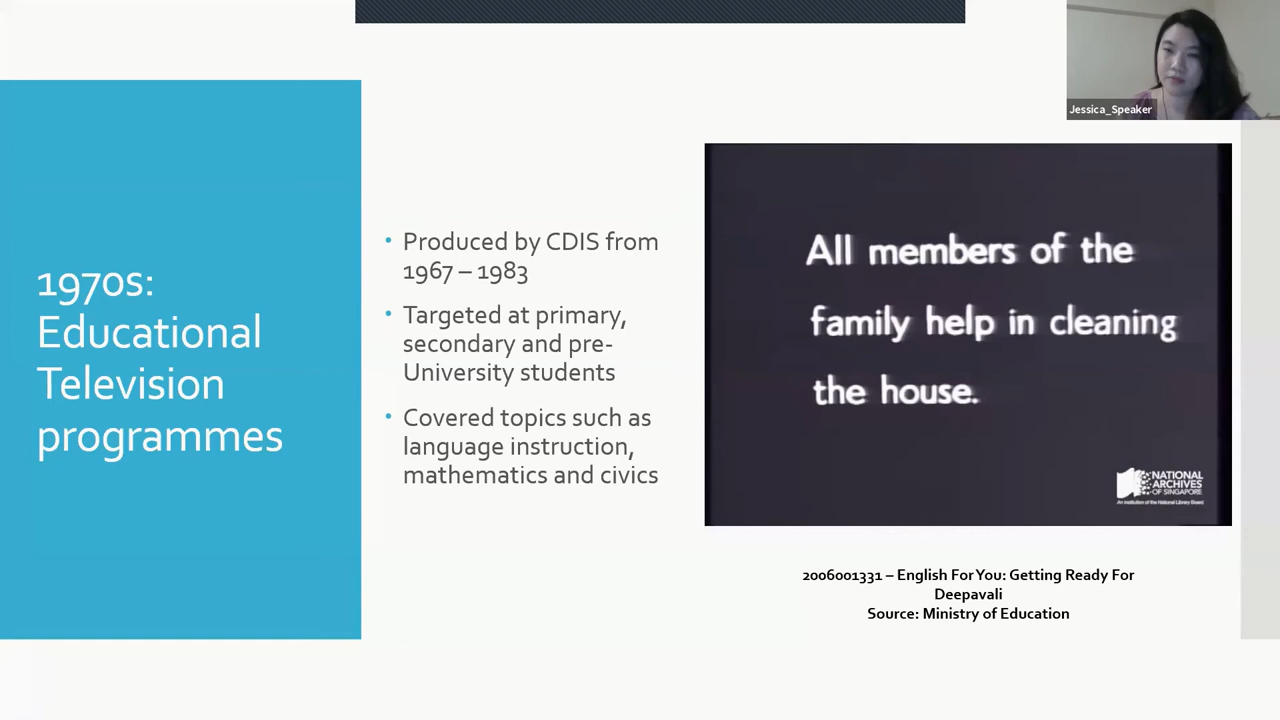 Jessica_Speaker
1970s:
Educational
Television
programmes
• Produced by CDIS from
1967 – 1983
• Targeted at primary,
secondary and pre-
University students
• Covered topics such as
language instruction,
mathematics and civics
All members of the
family help in cleaning
the house.
NATIONAL
ARCHIVES
OF SINGAPORE
An institution of the National Library Board
2006001331 – English For You: Getting Ready For
Deepavali
Source: Ministry of Education